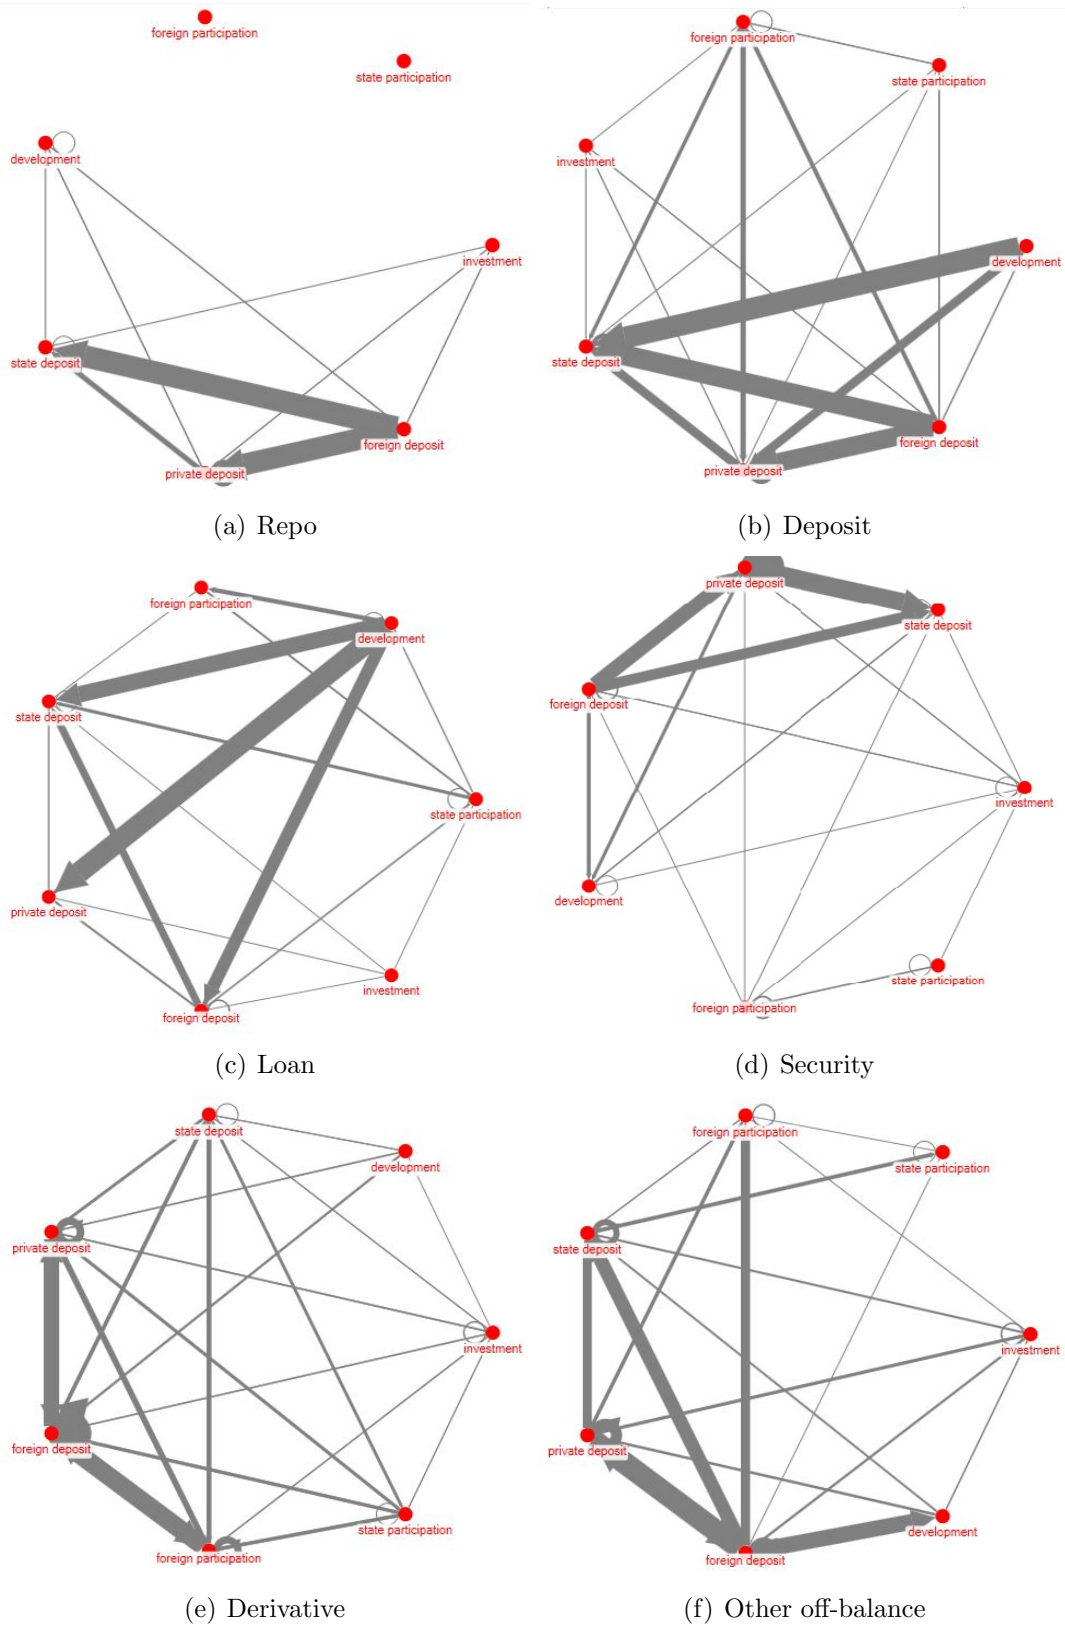 foreign participation
state participation
development
investment
state deposit
foreign deposit
private deposit
(a) Repo
foreign participation
state participation
investment
development
state deposit
foreign deposit
private deposit
(b) Deposit
foreign participation
development
state deposit
state participation
private deposit
investment
foreign deposit
(c) Loan
private deposit
state deposit
foreign deposit
investment
development
state participation
foreign participation
(d) Security
state deposit
development
private deposit
investment
foreign deposit
state participation
foreign participation
(e) Derivative
foreign participation
state participation
state deposit
investment
private deposit
development
foreign deposit
(f) Other off-balance